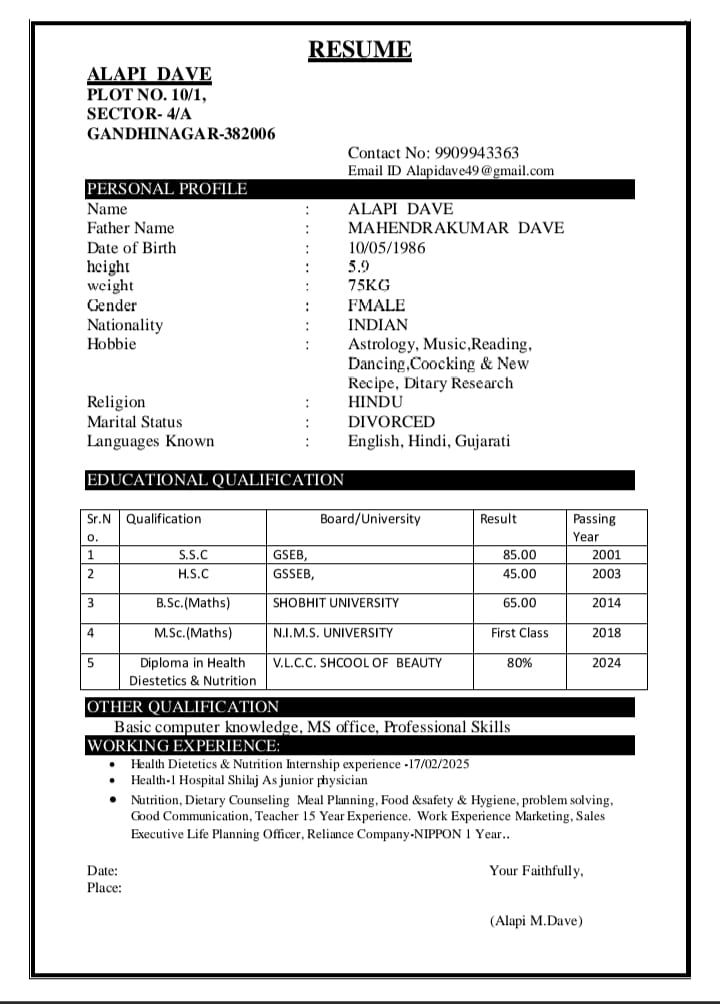 RESUME
ALAPI DAVE
PLOT NO. 10/1,
SECTOR- 4/A
GANDHINAGAR-382006
Contact No: 9909943363
Email ID Alapidave49@gmail.com
PERSONAL PROFILE
Name : ALAPI DAVE
Father Name : MAHENDRAKUMAR DAVE
Date of Birth : 10/05/1986
height : 5.9
weight : 75KG
Gender : FMALE
Nationality : INDIAN
Hobbie : Astrology, Music,Reading,
Dancing,Coocking & New
Recipe, Ditary Research
Religion : HINDU
Marital Status : DIVORCED
Languages Known : English, Hindi, Gujarati
EDUCATIONAL QUALIFICATION
Sr.N Qualification Board/University Result Passing
o. Year
1 S.S.C GSEB, 85.00 2001
2 H.S.C GSSEB, 45.00 2003
3 B.Sc.(Maths) SHOBHIT UNIVERSITY 65.00 2014
4 M.Sc.(Maths) N.I.M.S. UNIVERSITY First Class 2018
5 Diploma in Health V.L.C.C. SHCOOL OF BEAUTY 80% 2024
Diestetics & Nutrition
OTHER QUALIFICATION
Basic computer knowledge, MS office, Professional Skills
WORKING EXPERIENCE:
• Health Dietetics & Nutrition Internship experience -17/02/2025
• Health-1 Hospital Shilaj As junior physician
• Nutrition, Dietary Counseling Meal Planning, Food &safety & Hygiene, problem solving,
Good Communication, Teacher 15 Year Experience. Work Experience Marketing, Sales
Executive Life Planning Officer, Reliance Company-NIPPON 1 Year..
Date: Your Faithfully,
Place:
(Alapi M.Dave)